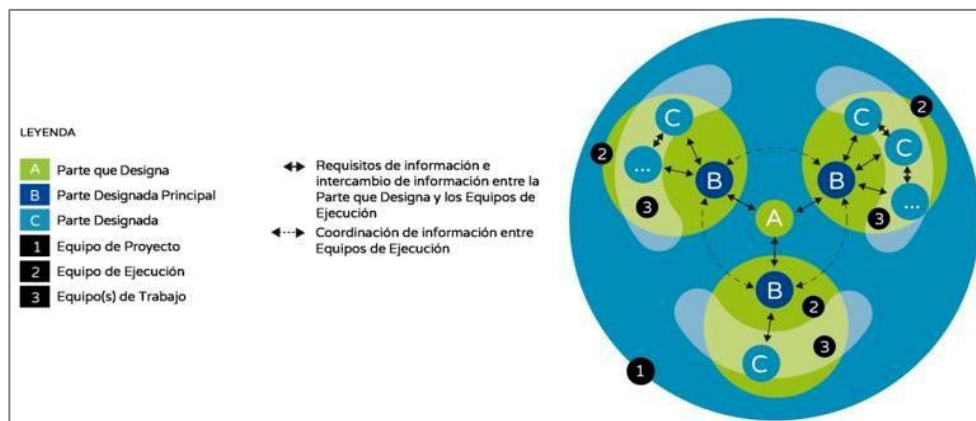 LEYENDA
A Parte que Designa
B Parte Designada Principal
C Parte Designada
1 Equipo de Proyecto
2 Equipo de Ejecución
3 Equipo(s) de Trabajo
Requisitos de información e
intercambio de información entre la
Parte que Designa y los Equipos de
Ejecución
Coordinación de información entre
Equipos de Ejecución
C
2
...
B
3
C
2
C
B
...
3
A
B
2
3
C
1